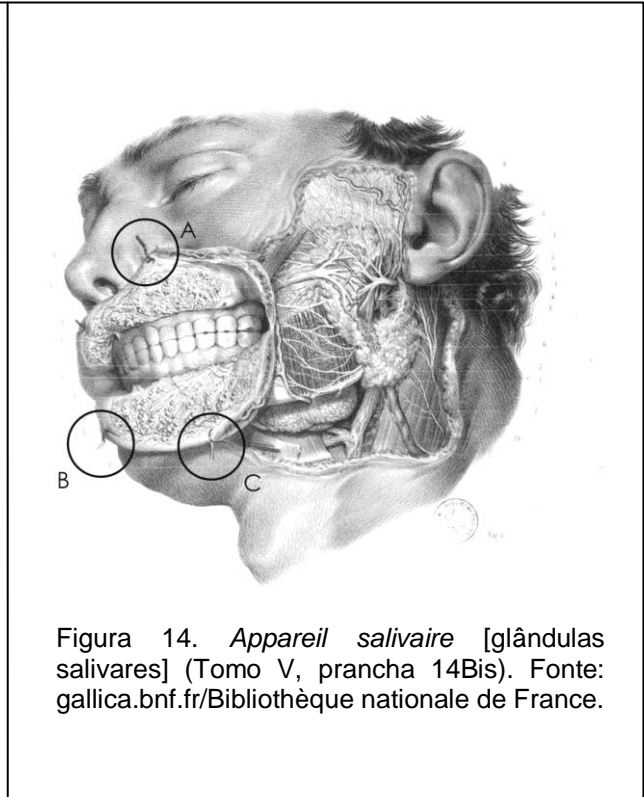 A
B
C
Figura 14. Appareil salivaire [glândulas
salivares] (Tomo V, prancha 14Bis). Fonte:
gallica.bnf.fr/Bibliothèque nationale de France.